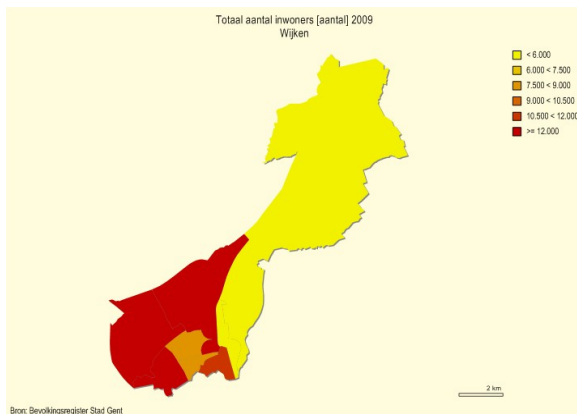 Totaal aantal inwoners [aantal] 2009
Wijken
< 6.000
6.000 < 7.500
7.500 < 9.000
9.000 < 10.500
10.500 < 12.000
>= 12.000
2 km
Bron: Bevolkingsregister Stad Gent